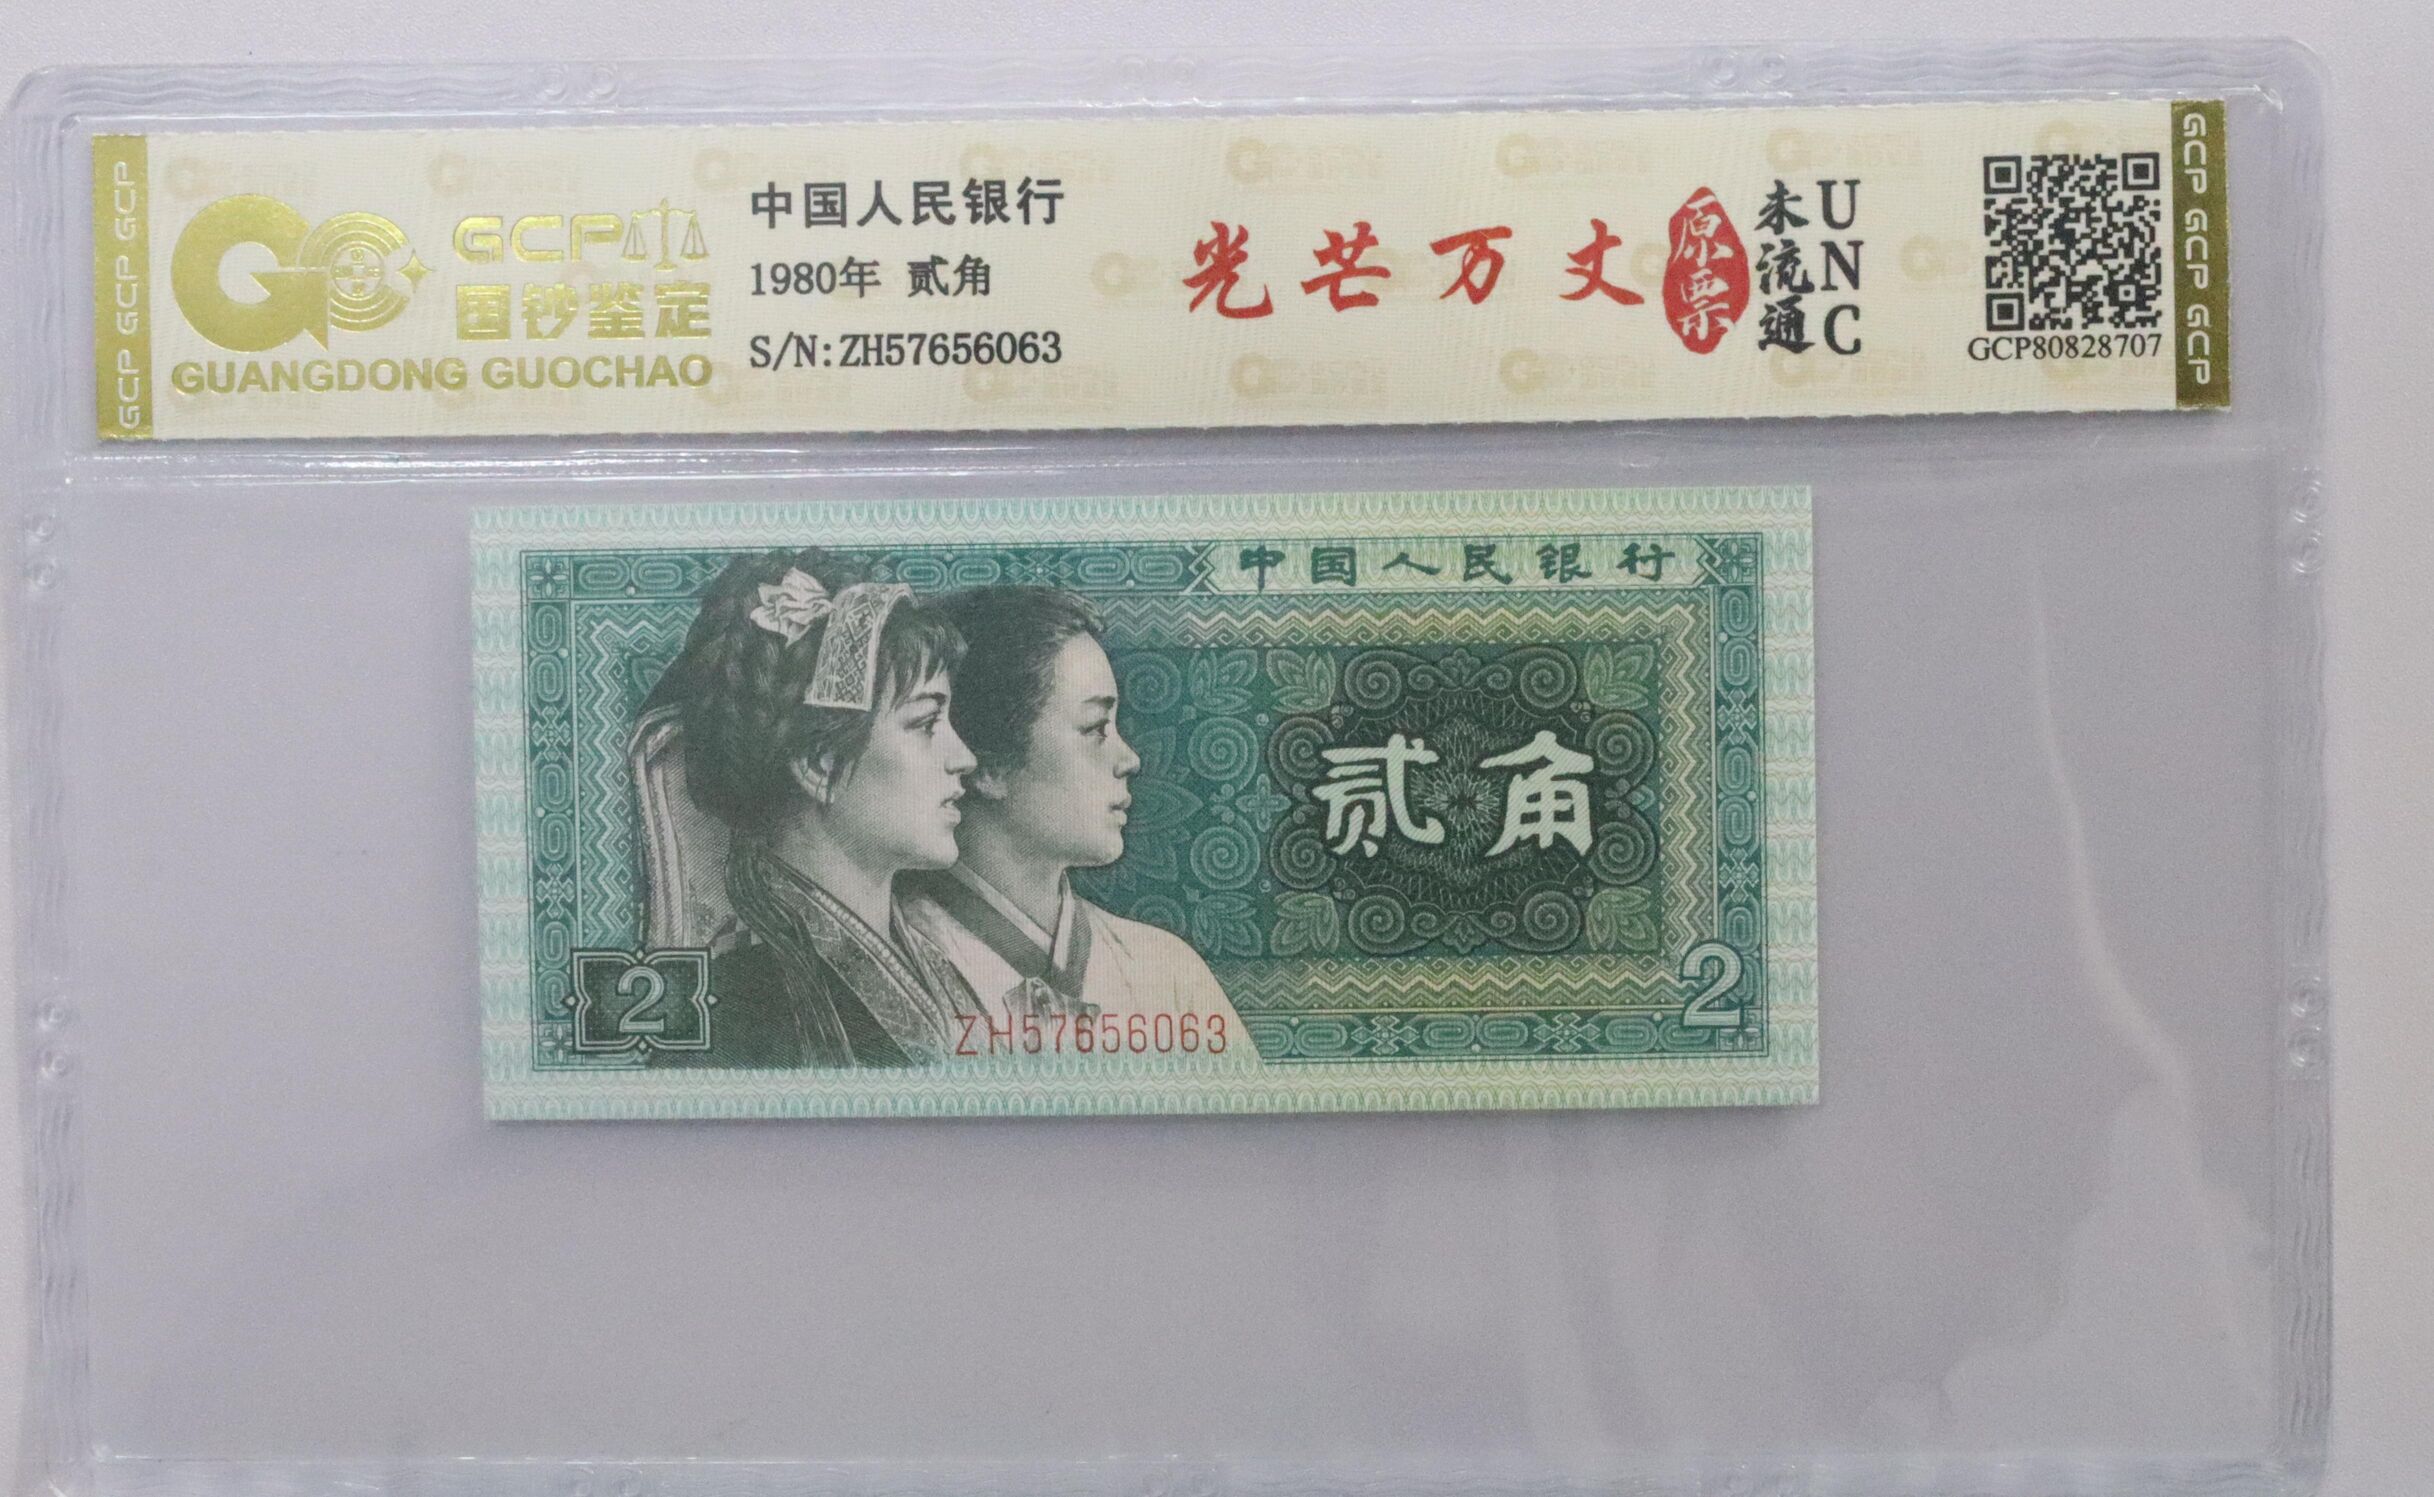 GCP GCP GCP
GCP
国钞鉴定
GUANGDONG GUOCHAO
中国人民银行
1980年 贰角
S/N:ZH57656063
光芒万丈
原票
未流通
UNC
GCP80828707
GCP GCP GCP
中国人民银行
贰角
2
2
ZH57656063